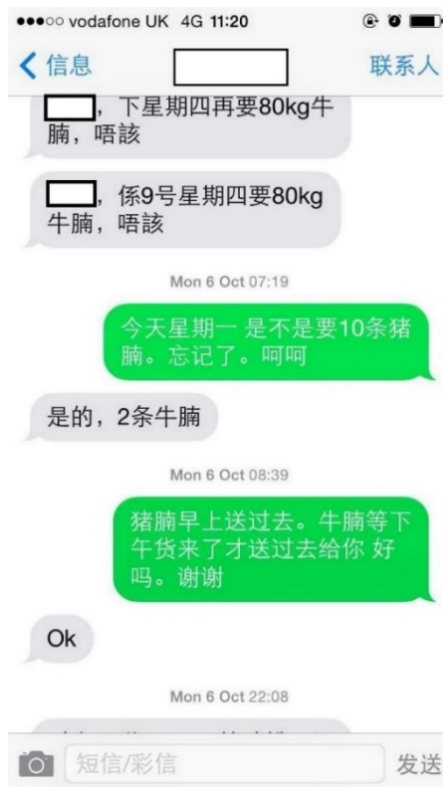 vodafone UK 4G 11:20
信息
联系人
，下星期四再要80kg牛
腩，唔該
，係9号星期四要80kg
牛腩，唔該
Mon 6 Oct 07:19
今天星期一 是不是要10条猪
腩。忘记了。呵呵
是的，2条牛腩
Mon 6 Oct 08:39
猪腩早上送过去。牛腩等下
午货来了才送过去给你 好
吗。谢谢
Ok
Mon 6 Oct 22:08
短信/彩信
发送